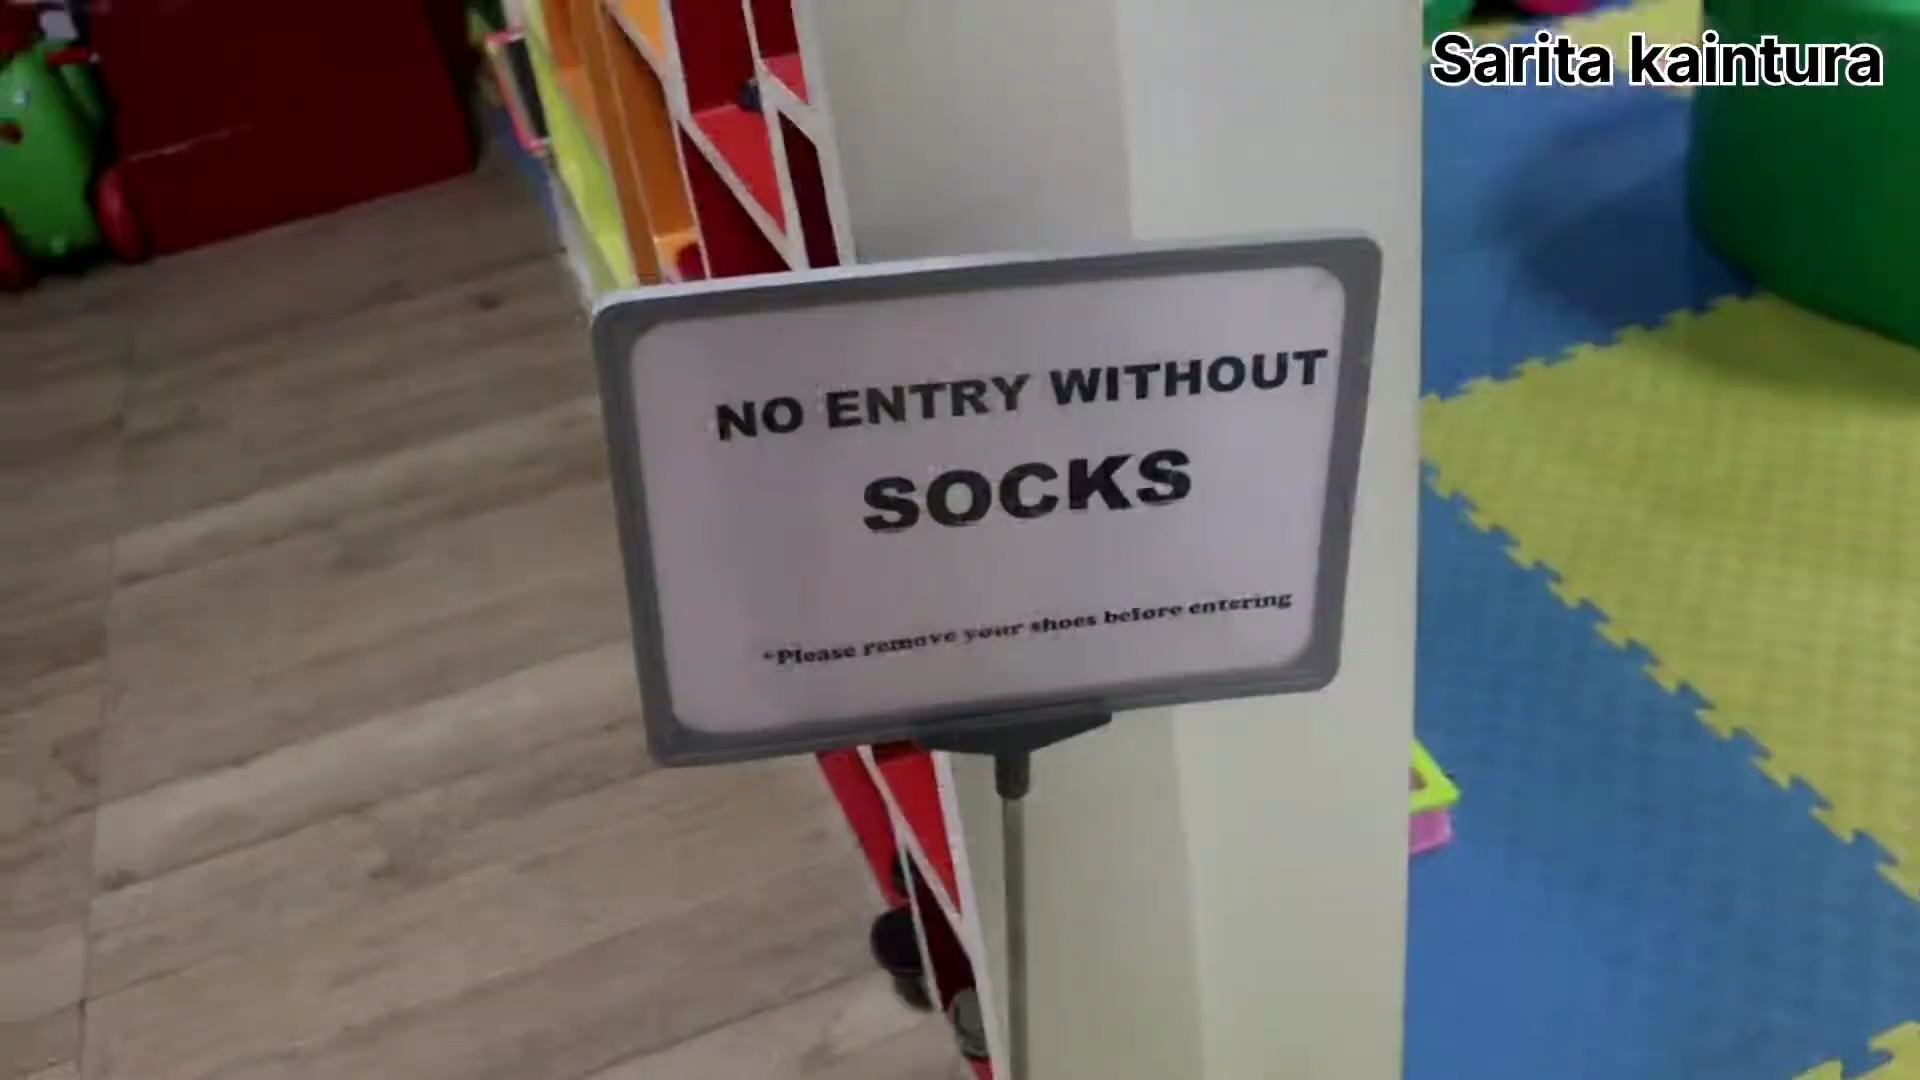 Sarita kaintura
NO ENTRY WITHOUT
SOCKS
*Please remove your shoes before entering